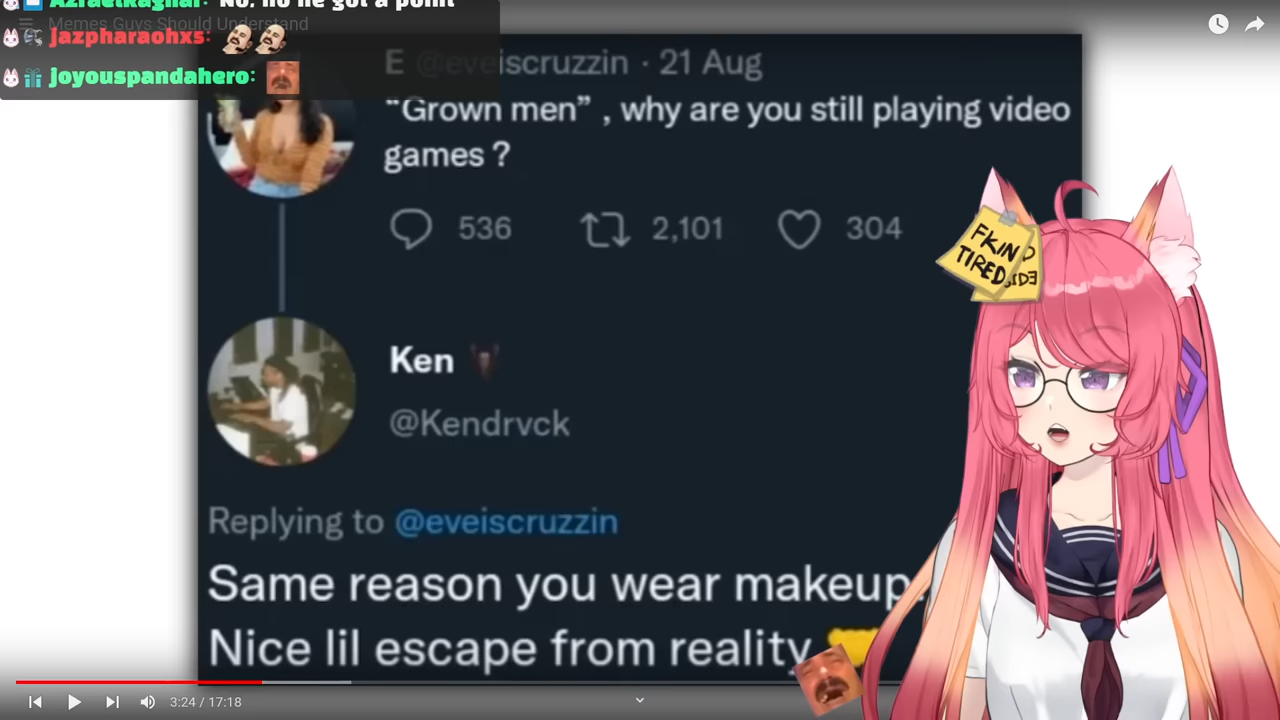 AzraelRagnar: No, no he got a point
Memes Guys Should Understand
jazpharaohxs:
joyouspandahero:
E @eveiscruzzin · 21 Aug
“Grown men” , why are you still playing video
games ?
536 2,101 304
FKIN
TIRED
Ken
@Kendrvck
Replying to @eveiscruzzin
Same reason you wear makeup.
Nice lil escape from reality
3:24 / 17:18